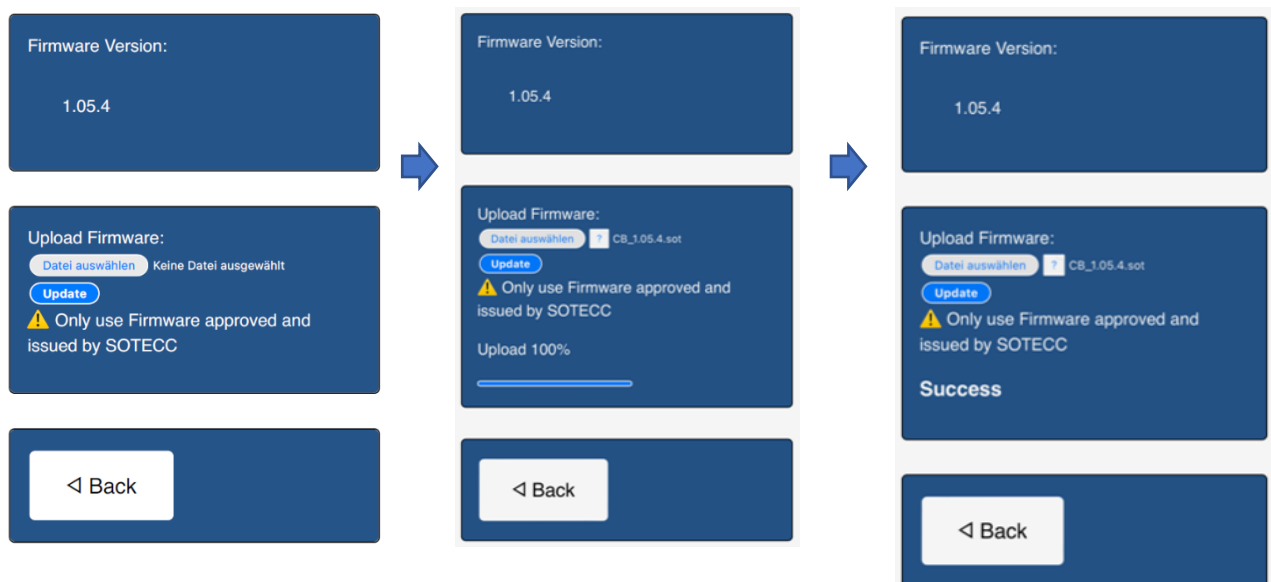 Firmware Version:
1.05.4
Upload Firmware:
Datei auswählen Keine Datei ausgewählt
Update
⚠ Only use Firmware approved and
issued by SOTECC
◁ Back
Firmware Version:
1.05.4
Upload Firmware:
Datei auswählen ? CB_1.05.4.sot
Update
⚠ Only use Firmware approved and
issued by SOTECC
Upload 100%
◁ Back
Firmware Version:
1.05.4
Upload Firmware:
Datei auswählen ? CB_1.05.4.sot
Update
⚠ Only use Firmware approved and
issued by SOTECC
Success
◁ Back